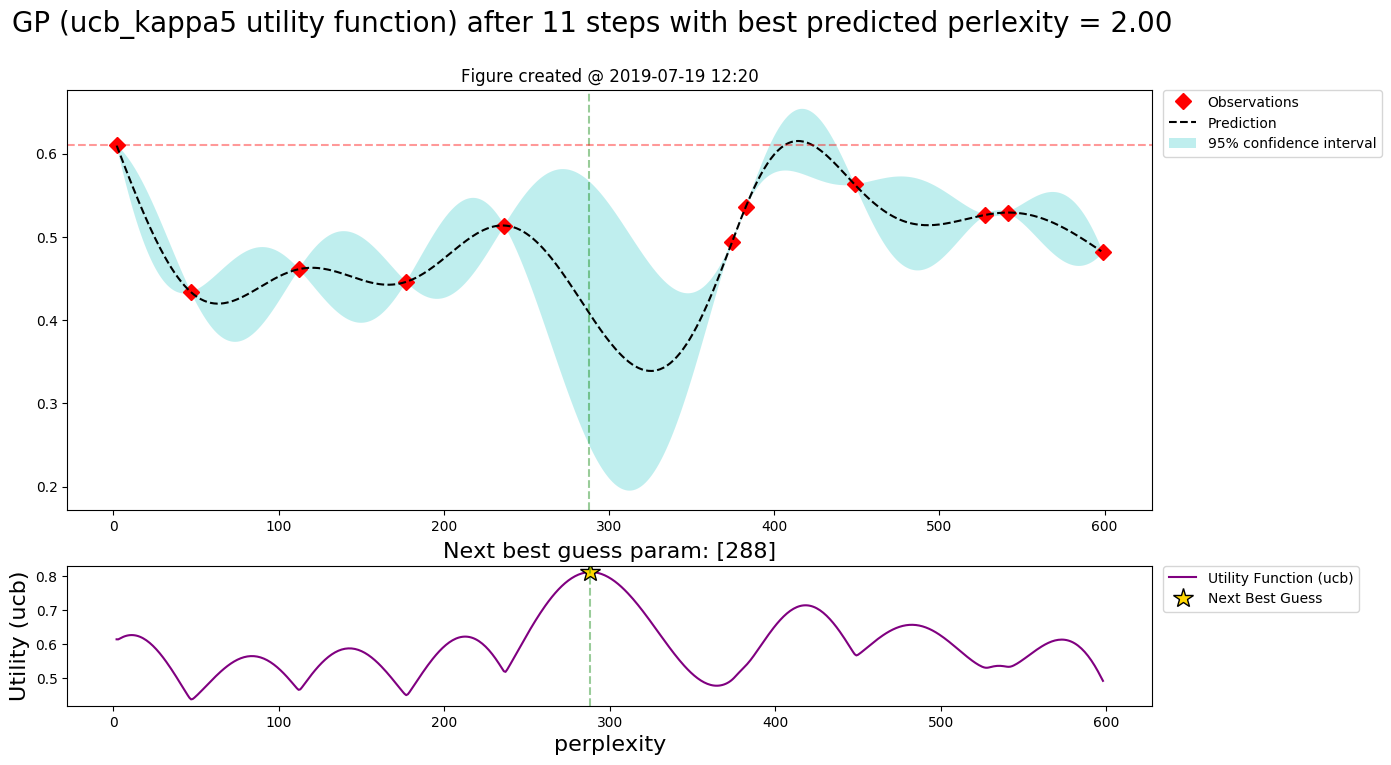 GP (ucb_kappa5 utility function) after 11 steps with best predicted perlexity = 2.00
Figure created @ 2019-07-19 12:20
Observations
Prediction
95% confidence interval
0.6
0.5
0.4
0.3
0.2
0 100 200 300 400 500 600
Next best guess param: [288]
Utility (ucb)
0.8
0.7
0.6
0.5
Utility Function (ucb)
Next Best Guess
0 100 200 300 400 500 600
perplexity